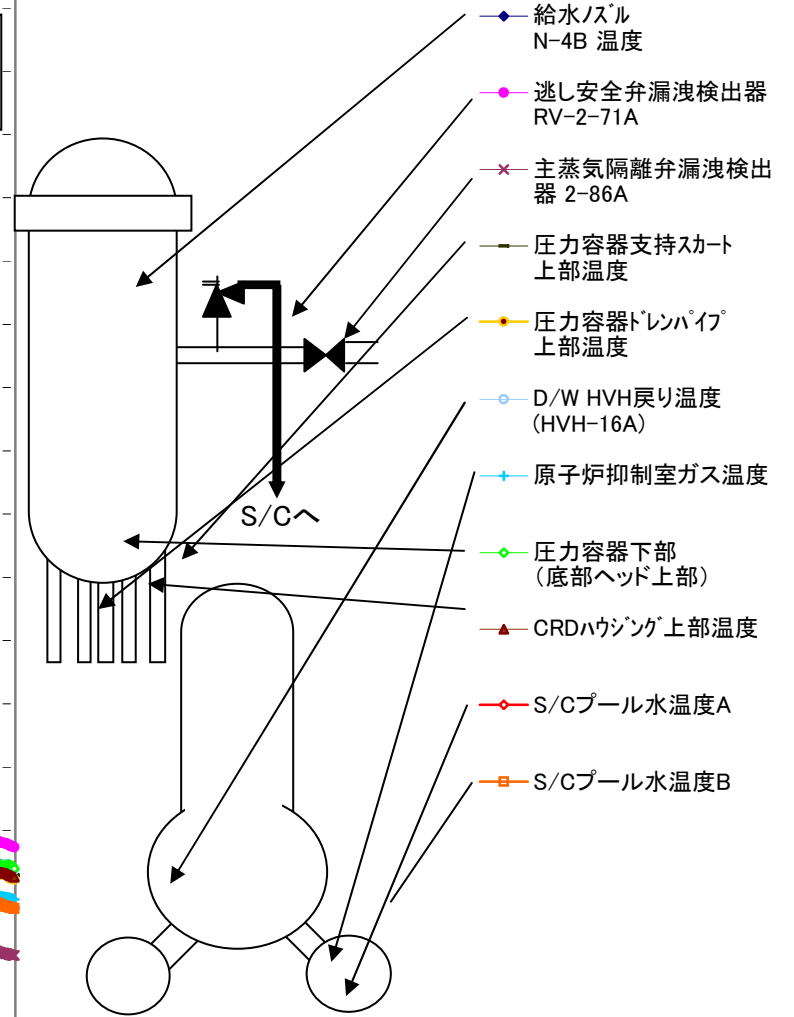 給水ノズル
N-4B 温度
逃し安全弁漏洩検出器
RV-2-71A
主蒸気隔離弁漏洩検出
器 2-86A
圧力容器支持スカート
上部温度
圧力容器ドレンパイプ
上部温度
D/W HVH戻り温度
(HVH-16A)
原子炉抑制室ガス温度
S/Cへ
圧力容器下部
（底部ヘッド上部）
CRDハウジング上部温度
S/Cプール水温度A
S/Cプール水温度B